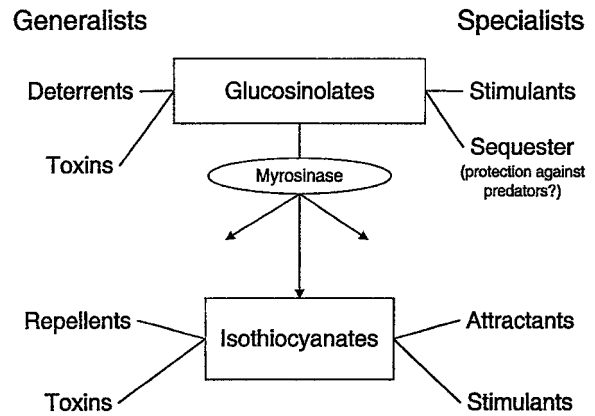 Generalists
Specialists
Deterrents
Glucosinolates
Stimulants
Toxins
Sequester
(protection against
predators?)
Myrosinase
Repellents
Isothiocyanates
Attractants
Toxins
Stimulants